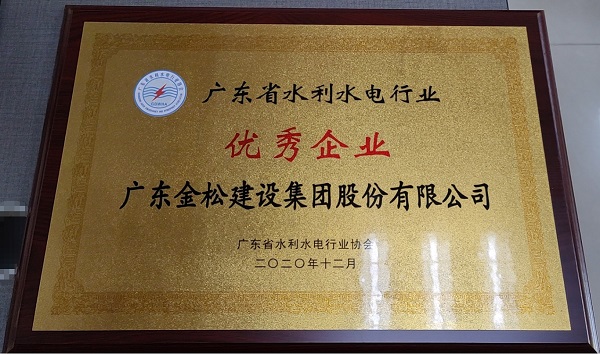 广东省水利水电行业
优秀企业
广东金松建设集团股份有限公司
广东省水利水电行业协会
二〇二〇年十二月